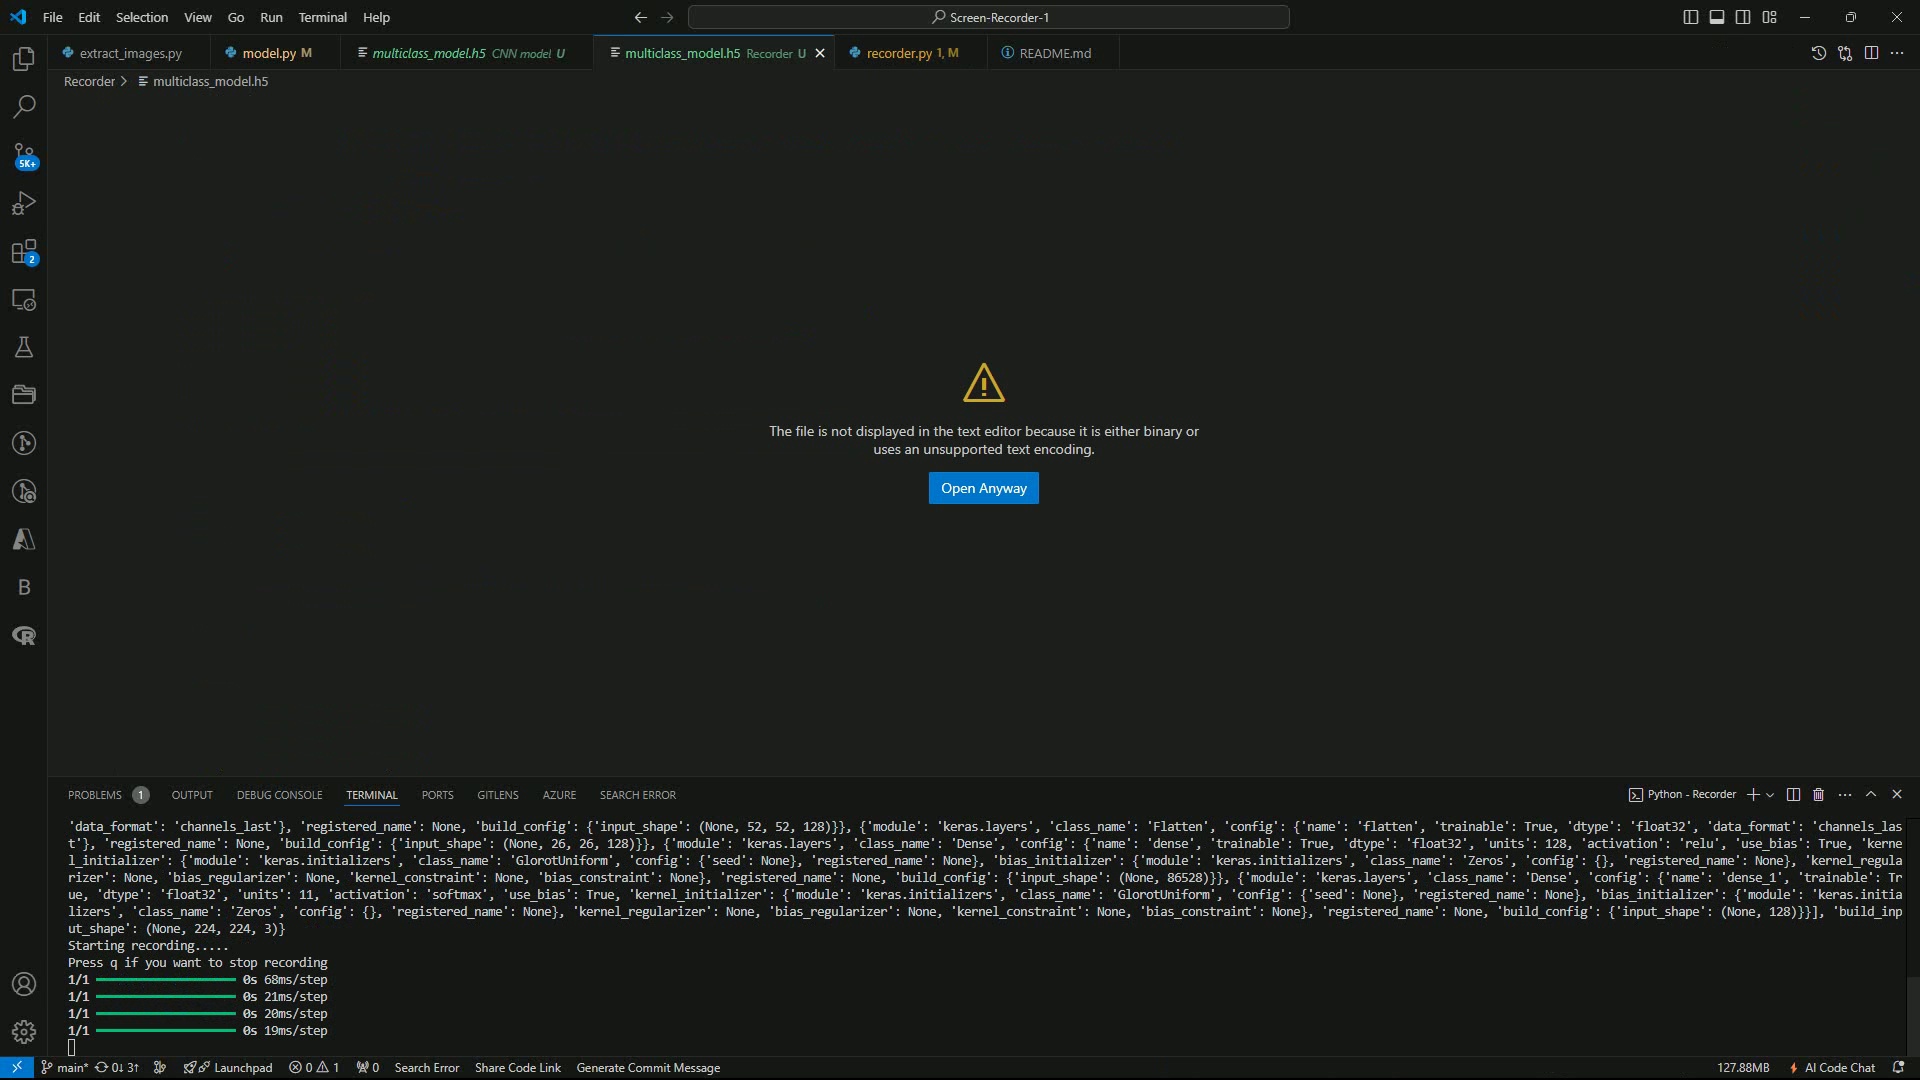 File Edit Selection View Go Run Terminal Help Screen-Recorder-1
extract_images.py model.py M multiclass_model.h5 CNN model U multiclass_model.h5 Recorder U recorder.py 1, M README.md
Recorder > multiclass_model.h5
5K+
2
B
The file is not displayed in the text editor because it is either binary or
uses an unsupported text encoding.
Open Anyway
PROBLEMS 1 OUTPUT DEBUG CONSOLE TERMINAL PORTS GITLENS AZURE SEARCH ERROR Python - Recorder
'data_format': 'channels_last'}, 'registered_name': None, 'build_config': {'input_shape': (None, 52, 52, 128)}}, {'module': 'keras.layers', 'class_name': 'Flatten', 'config': {'name': 'flatten', 'trainable': True, 'dtype': 'float32', 'data_format': 'channels_las
t'}, 'registered_name': None, 'build_config': {'input_shape': (None, 26, 26, 128)}}, {'module': 'keras.layers', 'class_name': 'Dense', 'config': {'name': 'dense', 'trainable': True, 'dtype': 'float32', 'units': 128, 'activation': 'relu', 'use_bias': True, 'kerne
l_initializer': {'module': 'keras.initializers', 'class_name': 'GlorotUniform', 'config': {'seed': None}, 'registered_name': None}, 'bias_initializer': {'module': 'keras.initializers', 'class_name': 'Zeros', 'config': {}, 'registered_name': None}, 'kernel_regula
rizer': None, 'bias_regularizer': None, 'kernel_constraint': None, 'bias_constraint': None}, 'registered_name': None, 'build_config': {'input_shape': (None, 86528)}}, {'module': 'keras.layers', 'class_name': 'Dense', 'config': {'name': 'dense_1', 'trainable': Tr
ue, 'dtype': 'float32', 'units': 11, 'activation': 'softmax', 'use_bias': True, 'kernel_initializer': {'module': 'keras.initializers', 'class_name': 'GlorotUniform', 'config': {'seed': None}, 'registered_name': None}, 'bias_initializer': {'module': 'keras.initia
lizers', 'class_name': 'Zeros', 'config': {}, 'registered_name': None}, 'kernel_regularizer': None, 'bias_regularizer': None, 'kernel_constraint': None, 'bias_constraint': None}, 'registered_name': None, 'build_config': {'input_shape': (None, 128)}}], 'build_inp
ut_shape': (None, 224, 224, 3)}
Starting recording.....
Press q if you want to stop recording
1/1 0s 68ms/step
1/1 0s 21ms/step
1/1 0s 20ms/step
1/1 0s 19ms/step
main* 0↓ 3↑ Launchpad 0 1 0 Search Error Share Code Link Generate Commit Message 127.88MB AI Code Chat